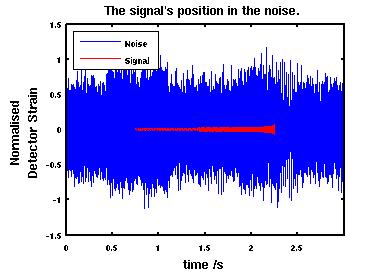 The signal's position in the noise.
1.5
Noise
Signal
1
0.5
0
-0.5
-1
-1.5
Normalised
Detector Strain
0 0.5 1 1.5 2 2.5
time /s